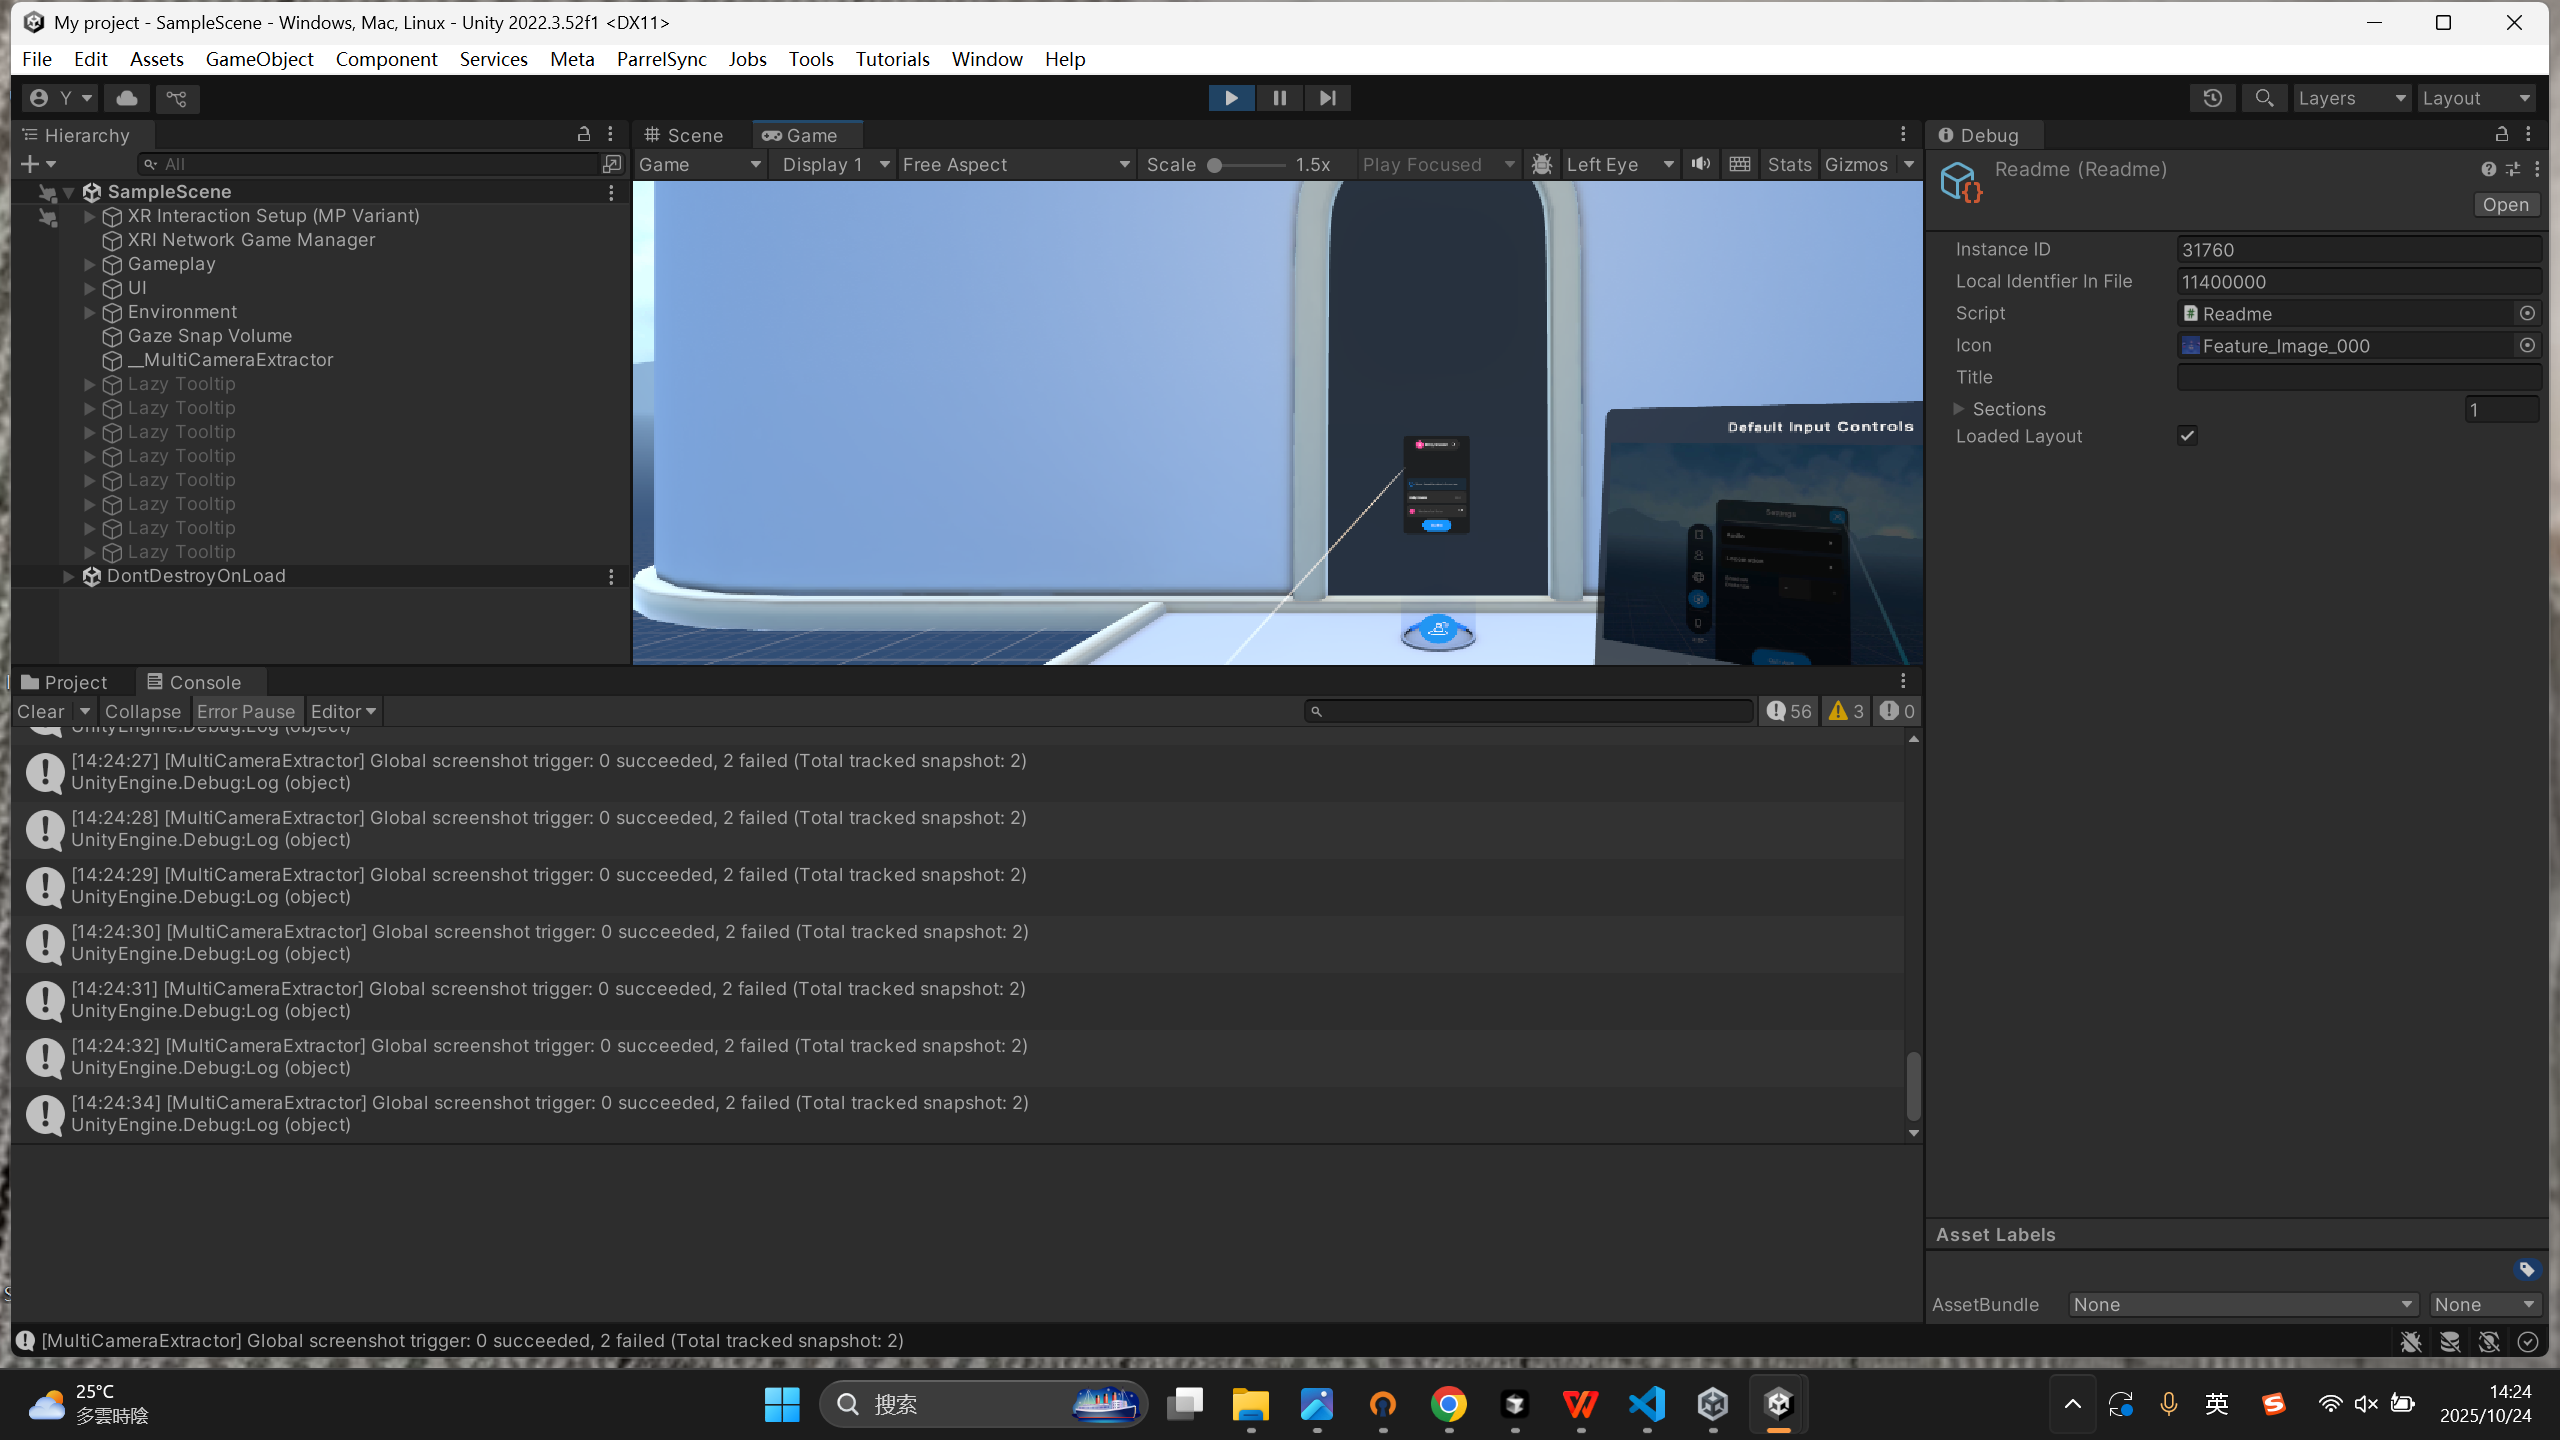 My project - SampleScene - Windows, Mac, Linux - Unity 2022.3.52f1 <DX11>
File Edit Assets GameObject Component Services Meta ParrelSync Jobs Tools Tutorials Window Help
Y
Layers
Layout
Hierarchy
All
SampleScene
XR Interaction Setup (MP Variant)
XRI Network Game Manager
Gameplay
UI
Environment
Gaze Snap Volume
__MultiCameraExtractor
Lazy Tooltip
Lazy Tooltip
Lazy Tooltip
Lazy Tooltip
Lazy Tooltip
Lazy Tooltip
Lazy Tooltip
Lazy Tooltip
DontDestroyOnLoad
Scene Game
Game Display 1 Free Aspect Scale 1.5x Play Focused Left Eye Stats Gizmos
Default Input Controls
Settings
Debug
Readme (Readme)
Open
Instance ID 31760
Local Identfier In File 11400000
Script Readme
Icon Feature_Image_000
Title
Sections 1
Loaded Layout
Project Console
Clear Collapse Error Pause Editor 56 3 0
UnityEngine.Debug:Log (object)
[14:24:27] [MultiCameraExtractor] Global screenshot trigger: 0 succeeded, 2 failed (Total tracked snapshot: 2)
UnityEngine.Debug:Log (object)
[14:24:28] [MultiCameraExtractor] Global screenshot trigger: 0 succeeded, 2 failed (Total tracked snapshot: 2)
UnityEngine.Debug:Log (object)
[14:24:29] [MultiCameraExtractor] Global screenshot trigger: 0 succeeded, 2 failed (Total tracked snapshot: 2)
UnityEngine.Debug:Log (object)
[14:24:30] [MultiCameraExtractor] Global screenshot trigger: 0 succeeded, 2 failed (Total tracked snapshot: 2)
UnityEngine.Debug:Log (object)
[14:24:31] [MultiCameraExtractor] Global screenshot trigger: 0 succeeded, 2 failed (Total tracked snapshot: 2)
UnityEngine.Debug:Log (object)
[14:24:32] [MultiCameraExtractor] Global screenshot trigger: 0 succeeded, 2 failed (Total tracked snapshot: 2)
UnityEngine.Debug:Log (object)
[14:24:34] [MultiCameraExtractor] Global screenshot trigger: 0 succeeded, 2 failed (Total tracked snapshot: 2)
UnityEngine.Debug:Log (object)
Asset Labels
AssetBundle None None
[MultiCameraExtractor] Global screenshot trigger: 0 succeeded, 2 failed (Total tracked snapshot: 2)
25°C
多雲時陰
搜索
英
14:24
2025/10/24